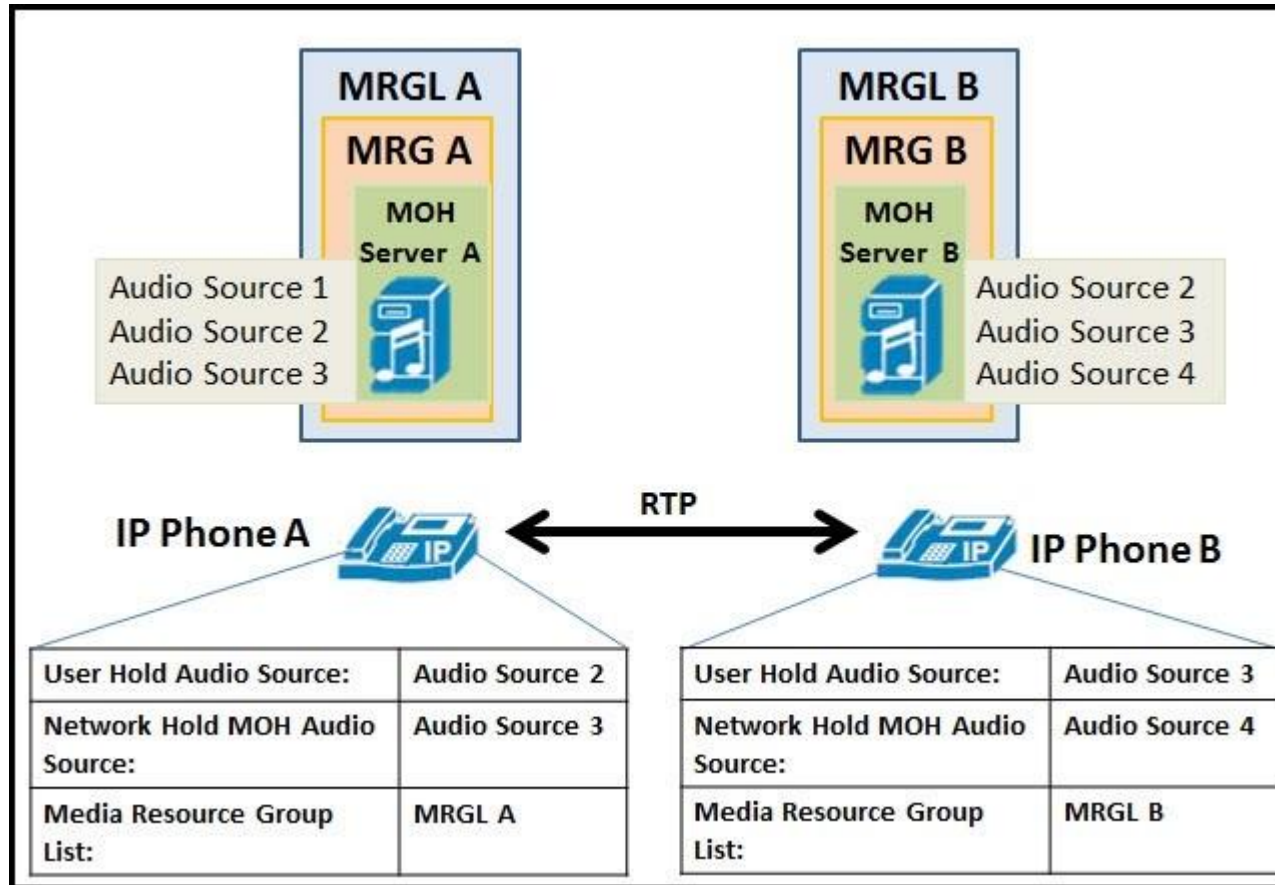 MRGL A
MRG A
MOH
Server A
Audio Source 1
Audio Source 2
Audio Source 3
MRGL B
MRG B
MOH
Server B
Audio Source 2
Audio Source 3
Audio Source 4
IP Phone A
IP
RTP
IP
IP Phone B
User Hold Audio Source: Audio Source 2
Network Hold MOH Audio Audio Source 3
Source:
Media Resource Group MRGL A
List:
User Hold Audio Source: Audio Source 3
Network Hold MOH Audio Audio Source 4
Source:
Media Resource Group MRGL B
List: